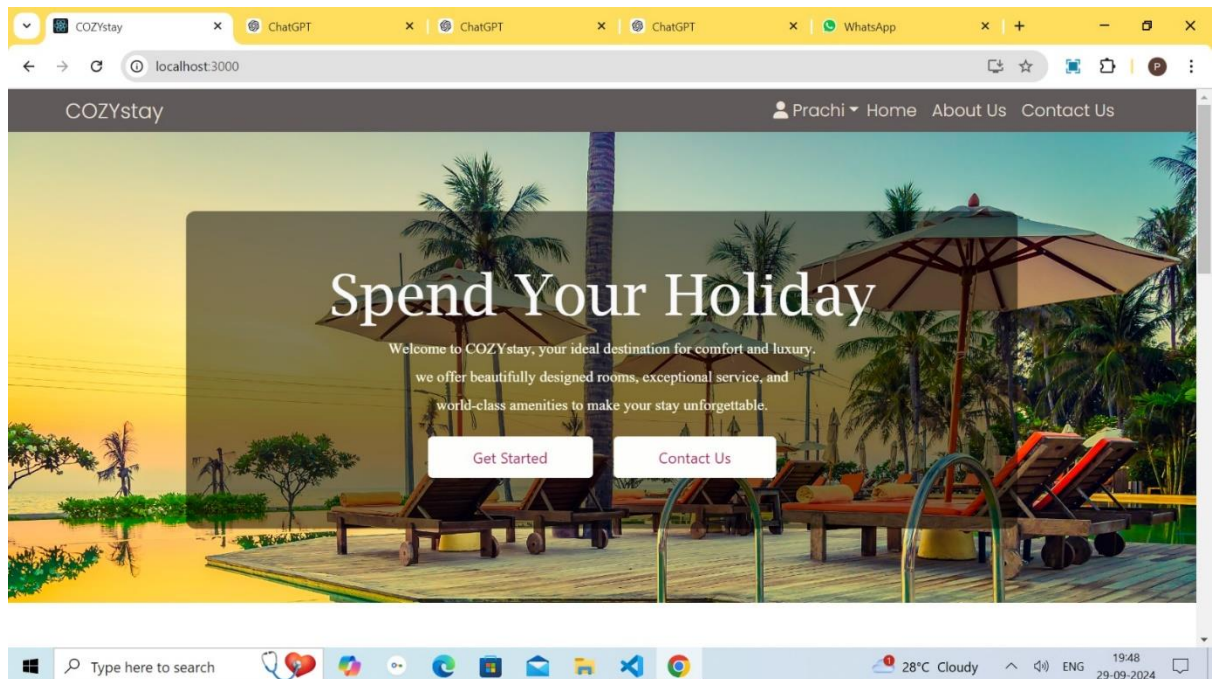 COZYstay
ChatGPT
ChatGPT
ChatGPT
WhatsApp
localhost:3000
P
COZYstay
Prachi Home About Us Contact Us
Spend Your Holiday
Welcome to COZYstay, your ideal destination for comfort and luxury.
we offer beautifully designed rooms, exceptional service, and
world-class amenities to make your stay unforgettable.
Get Started Contact Us
Type here to search
28°C Cloudy
ENG
19:48
29-09-2024